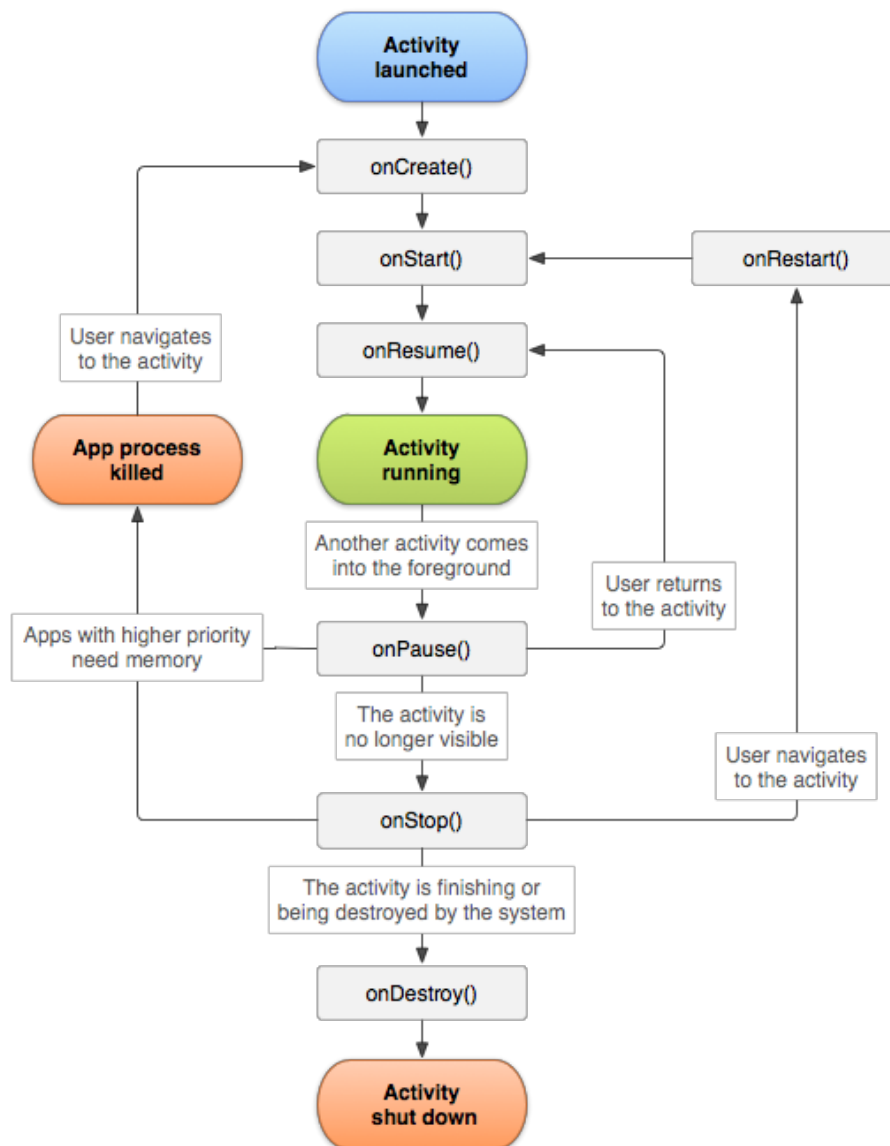 Activity
launched
onCreate()
onStart()
onRestart()
User navigates
to the activity
onResume()
App process
killed
Activity
running
Another activity comes
into the foreground
User returns
to the activity
Apps with higher priority
need memory
onPause()
The activity is
no longer visible
User navigates
to the activity
onStop()
The activity is finishing or
being destroyed by the system
onDestroy()
Activity
shut down